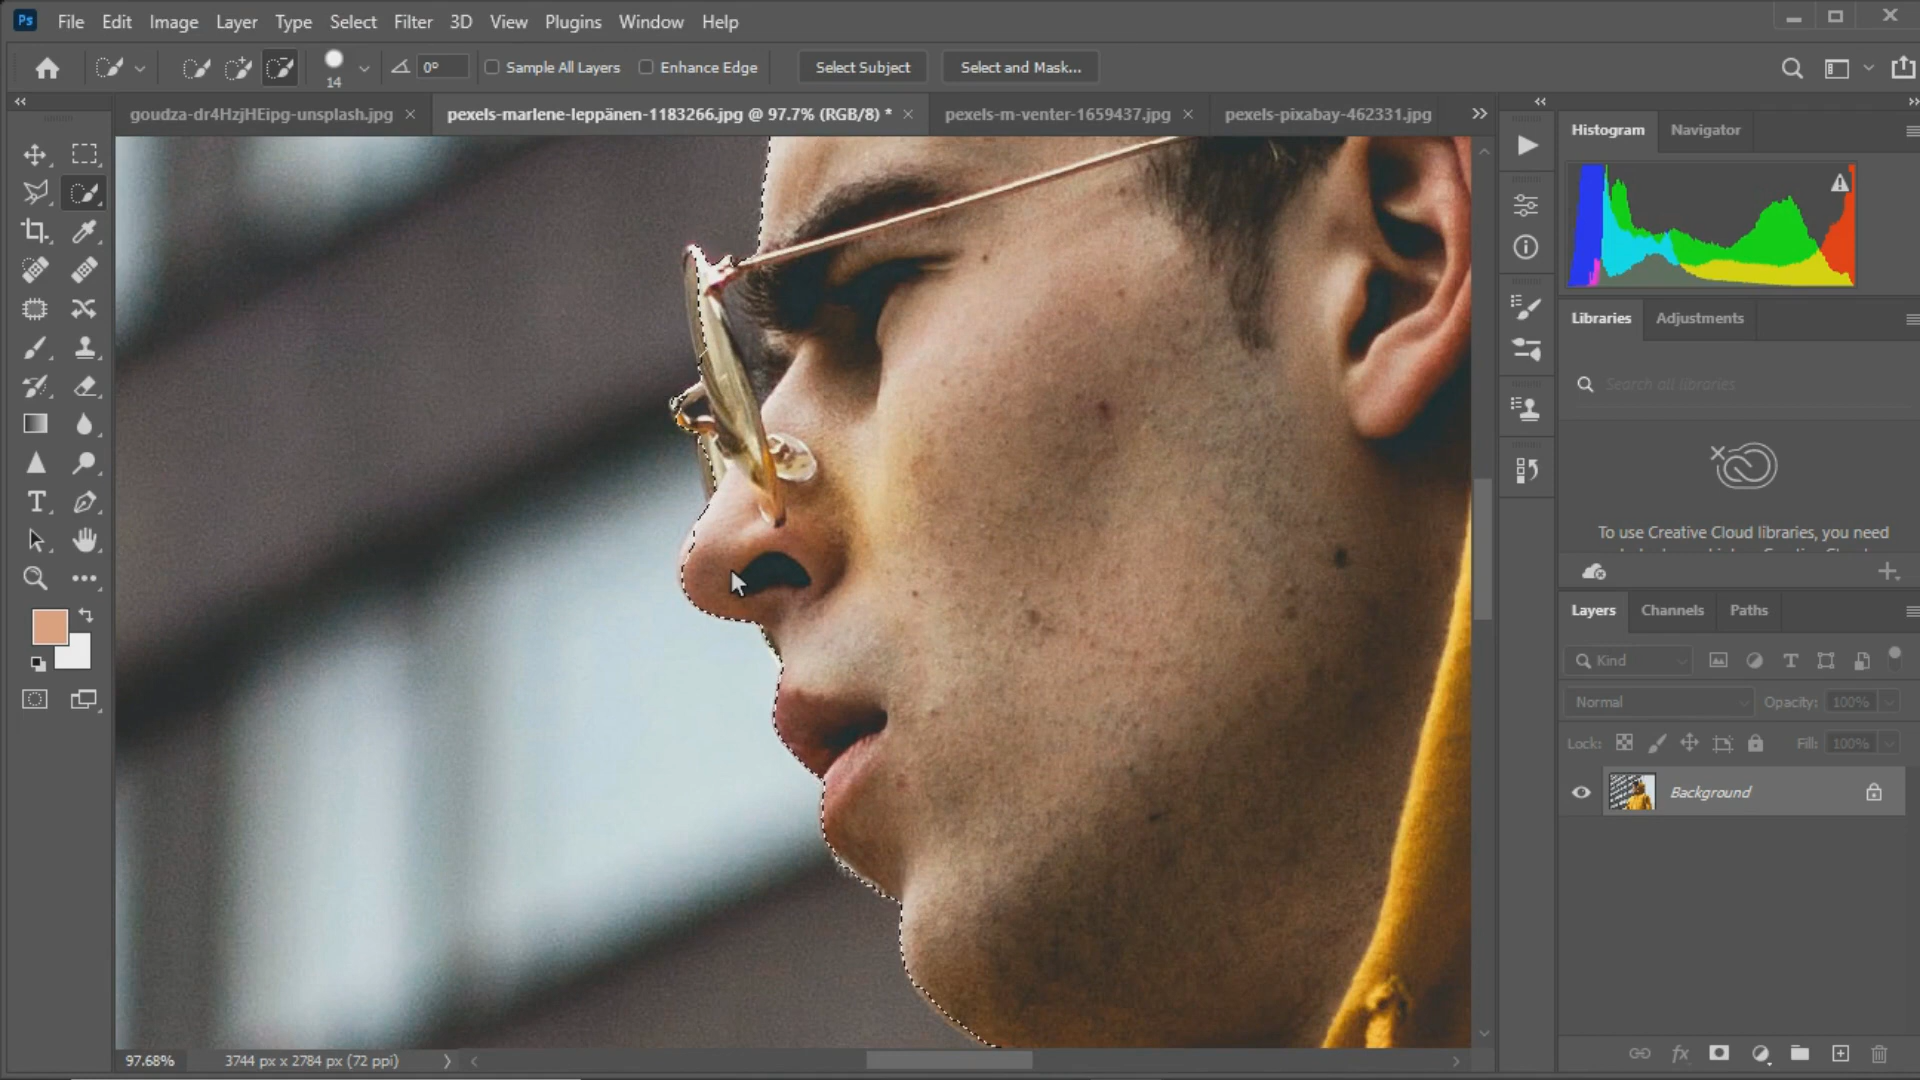 Ps File Edit Image Layer Type Select Filter 3D View Plugins Window Help
14 0° Sample All Layers Enhance Edge Select Subject Select and Mask...
goudza-dr4HzjHEipg-unsplash.jpg × pexels-marlene-leppänen-1183266.jpg @ 97.7% (RGB/8) * × pexels-m-venter-1659437.jpg × pexels-pixabay-462331.jpg
Histogram Navigator
Libraries Adjustments
Search all libraries
To use Creative Cloud libraries, you need
Layers Channels Paths
Kind
Normal Opacity: 100%
Lock: Fill: 100%
Background
97.68% 3744 px x 2784 px (72 ppi)